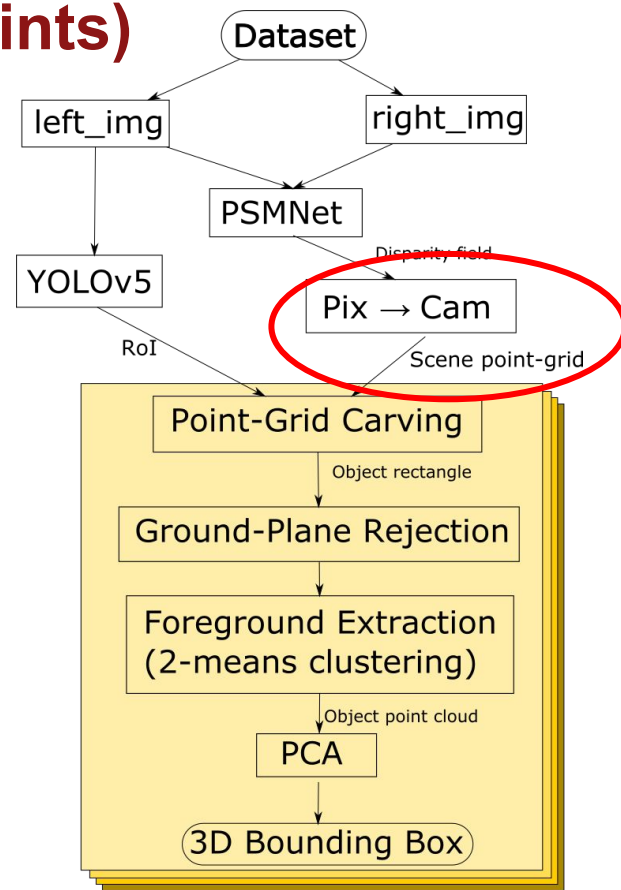 ints)
Dataset
left_img
right_img
PSMNet
Disparity field
YOLOv5
Pix → Cam
RoI
Scene point-grid
Point-Grid Carving
Object rectangle
Ground-Plane Rejection
Foreground Extraction
(2-means clustering)
Object point cloud
PCA
3D Bounding Box